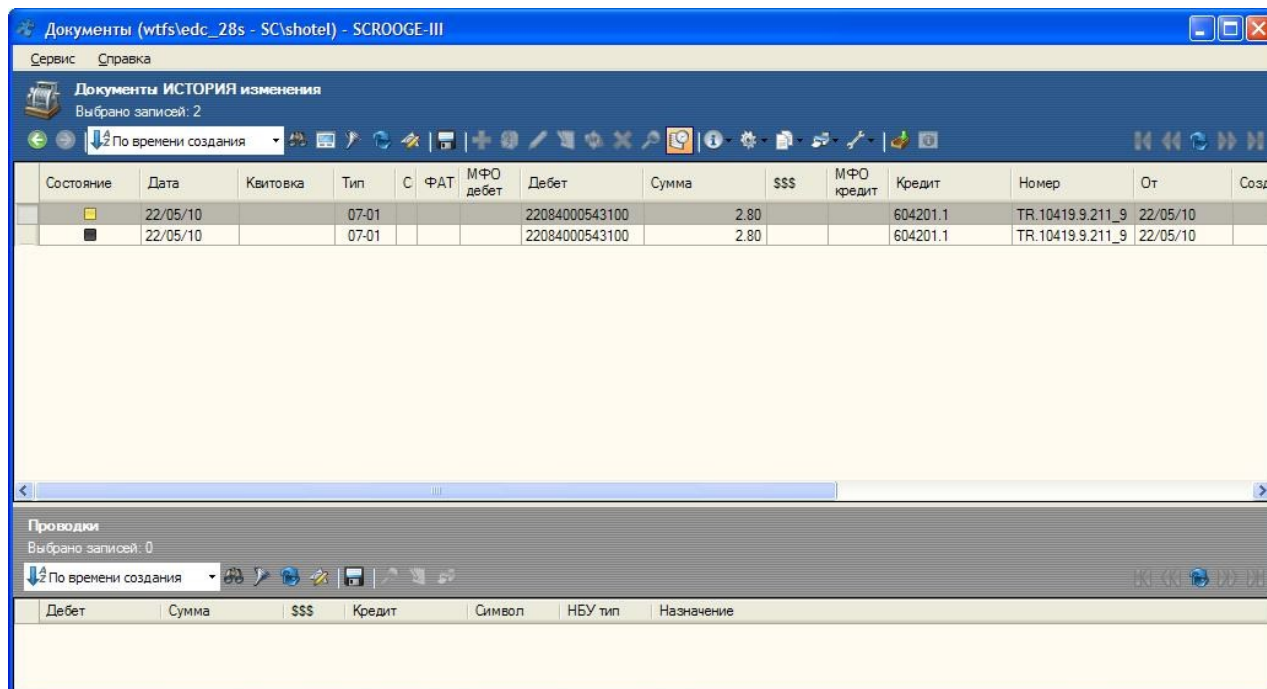 Документы (wtfs\edc_28s - SC\shotel) - SCROOGE-III
Сервис Справка
Документы ИСТОРИЯ изменения
Выбрано записей: 2
По времени создания
Состояние Дата Квитовка Тип С ФАТ МФО дебет Дебет Сумма $$$ МФО кредит Кредит Номер От Созд
22/05/10 07-01 22084000543100 2.80 604201.1 TR.10419.9.211_9 22/05/10
22/05/10 07-01 22084000543100 2.80 604201.1 TR.10419.9.211_9 22/05/10
Проводки
Выбрано записей: 0
По времени создания
Дебет Сумма $$$ Кредит Символ НБУ тип Назначение